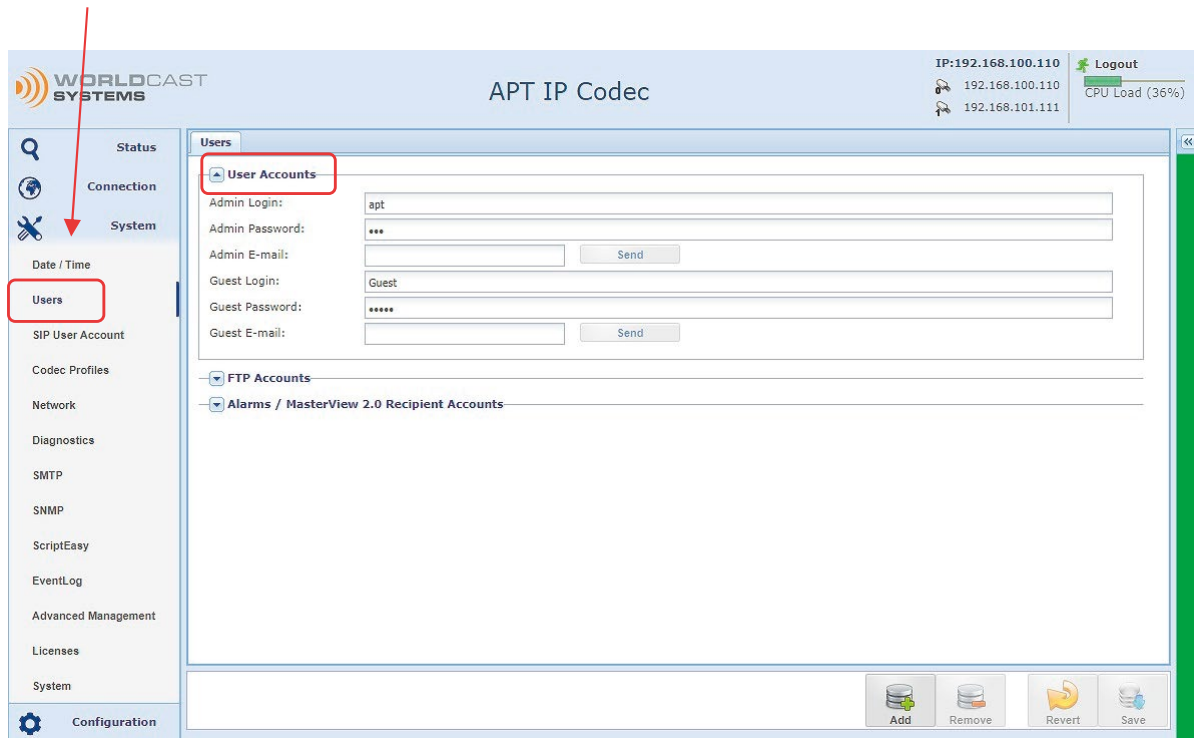 WORLDCAST
SYSTEMS
APT IP Codec
IP:192.168.100.110
192.168.100.110
192.168.101.111
Logout
CPU Load (36%)
Status
Connection
System
Date / Time
Users
SIP User Account
Codec Profiles
Network
Diagnostics
SMTP
SNMP
ScriptEasy
EventLog
Advanced Management
Licenses
System
Configuration
Users
User Accounts
Admin Login: apt
Admin Password: •••
Admin E-mail: Send
Guest Login: Guest
Guest Password: •••••
Guest E-mail: Send
FTP Accounts
Alarms / MasterView 2.0 Recipient Accounts
Add Remove Revert Save